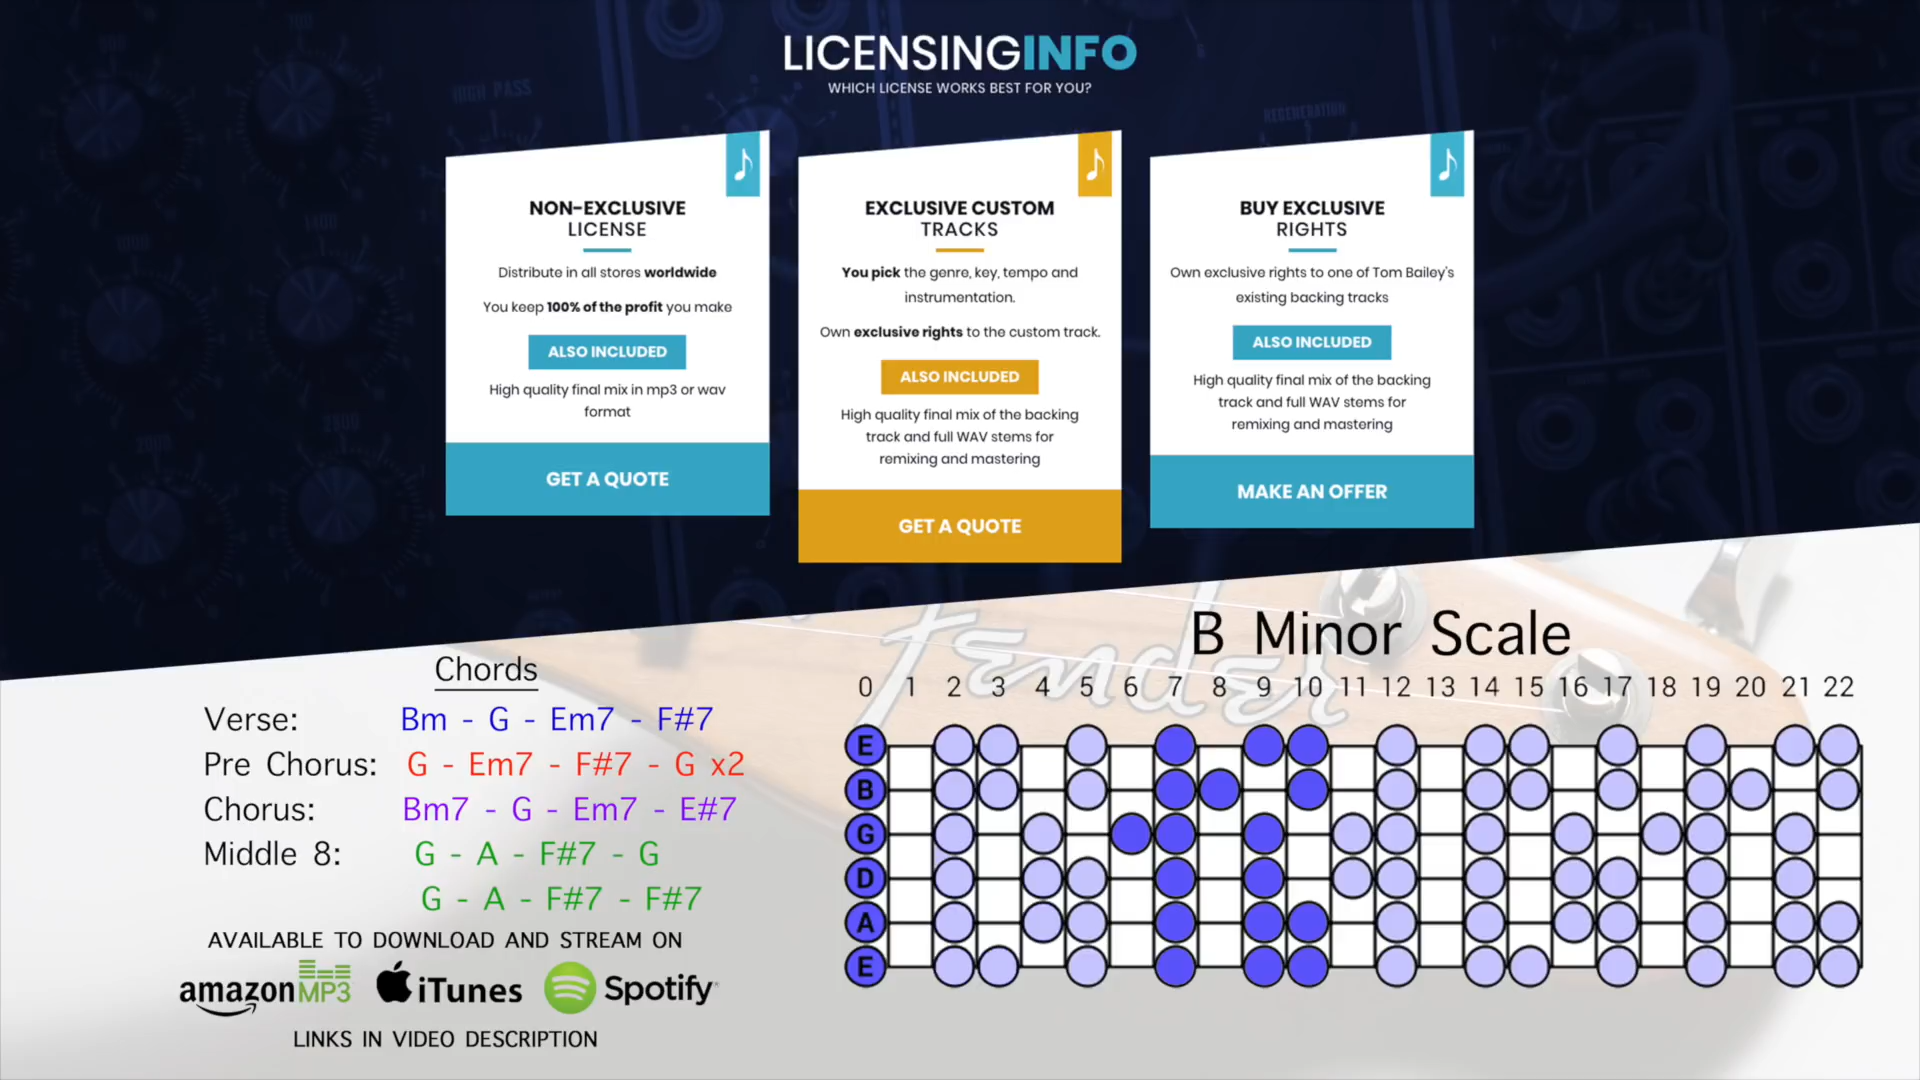 LICENSINGINFO
WHICH LICENSE WORKS BEST FOR YOU?
HIGH PASS
REGENERATION
NON-EXCLUSIVE
LICENSE
Distribute in all stores worldwide
You keep 100% of the profit you make
ALSO INCLUDED
High quality final mix in mp3 or wav
format
GET A QUOTE
EXCLUSIVE CUSTOM
TRACKS
You pick the genre, key, tempo and
instrumentation.
Own exclusive rights to the custom track.
ALSO INCLUDED
High quality final mix of the backing
track and full WAV stems for
remixing and mastering
GET A QUOTE
BUY EXCLUSIVE
RIGHTS
Own exclusive rights to one of Tom Bailey's
existing backing tracks
ALSO INCLUDED
High quality final mix of the backing
track and full WAV stems for
remixing and mastering
MAKE AN OFFER
Fender
Chords
Verse: Bm - G - Em7 - F#7
Pre Chorus: G - Em7 - F#7 - G x2
Chorus: Bm7 - G - Em7 - E#7
Middle 8: G - A - F#7 - G
G - A - F#7 - F#7
AVAILABLE TO DOWNLOAD AND STREAM ON
amazonMP3 iTunes Spotify
LINKS IN VIDEO DESCRIPTION
B Minor Scale
0 1 2 3 4 5 6 7 8 9 10 11 12 13 14 15 16 17 18 19 20 21 22
E
B
G
D
A
E